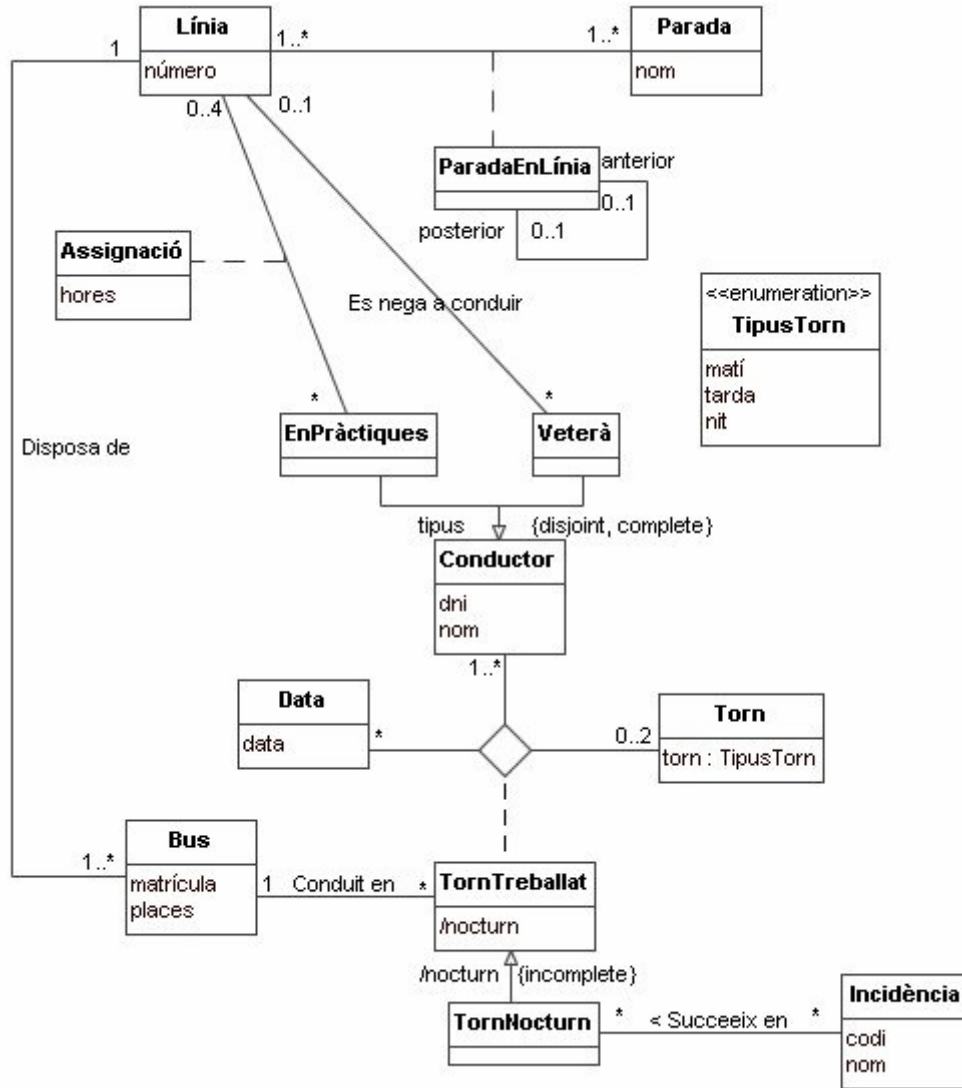 Línia
número
1
1..*
1..*
Parada
nom
0..4
0..1
ParadaEnLínia
anterior
0..1
posterior
0..1
Assignació
hores
Es nega a conduir
<<enumeration>>
TipusTorn
matí
tarda
nit
*
*
EnPràctiques
Veterà
Disposa de
tipus
{disjoint, complete}
Conductor
dni
nom
1..*
Data
data
*
0..2
Torn
torn : TipusTorn
Bus
matrícula
places
1..*
1
Conduit en
*
TornTreballat
/nocturn
/nocturn
{incomplete}
TornNocturn
*
< Succeeix en
*
Incidència
codi
nom